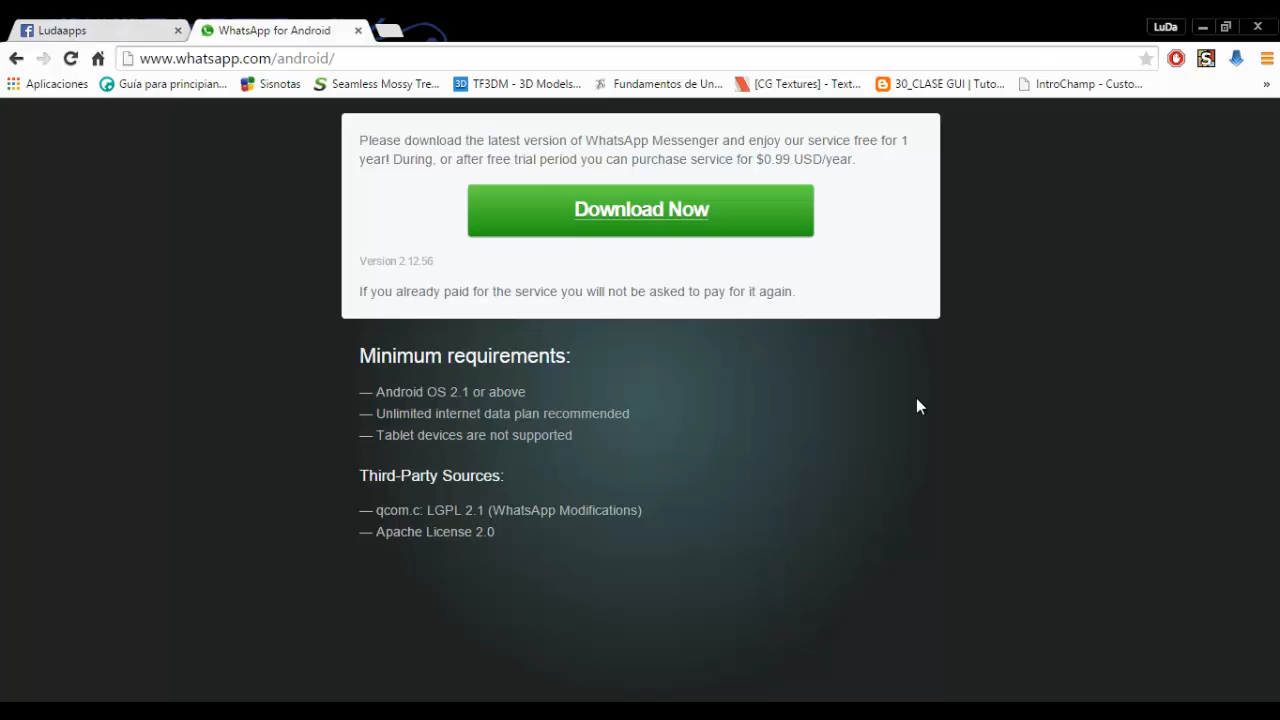 Ludaapps
WhatsApp for Android
LuDa
www.whatsapp.com/android/
Aplicaciones
Guía para principian...
Sisnotas
Seamless Mossy Tre...
3D
TF3DM - 3D Models...
Fundamentos de Un...
[CG Textures] - Text...
30_CLASE GUI | Tuto...
IntroChamp - Custo...
»
Please download the latest version of WhatsApp Messenger and enjoy our service free for 1
year! During, or after free trial period you can purchase service for $0.99 USD/year.
Download Now
Version 2.12.56
If you already paid for the service you will not be asked to pay for it again.
Minimum requirements:
— Android OS 2.1 or above
— Unlimited internet data plan recommended
— Tablet devices are not supported
Third-Party Sources:
— qcom.c: LGPL 2.1 (WhatsApp Modifications)
— Apache License 2.0